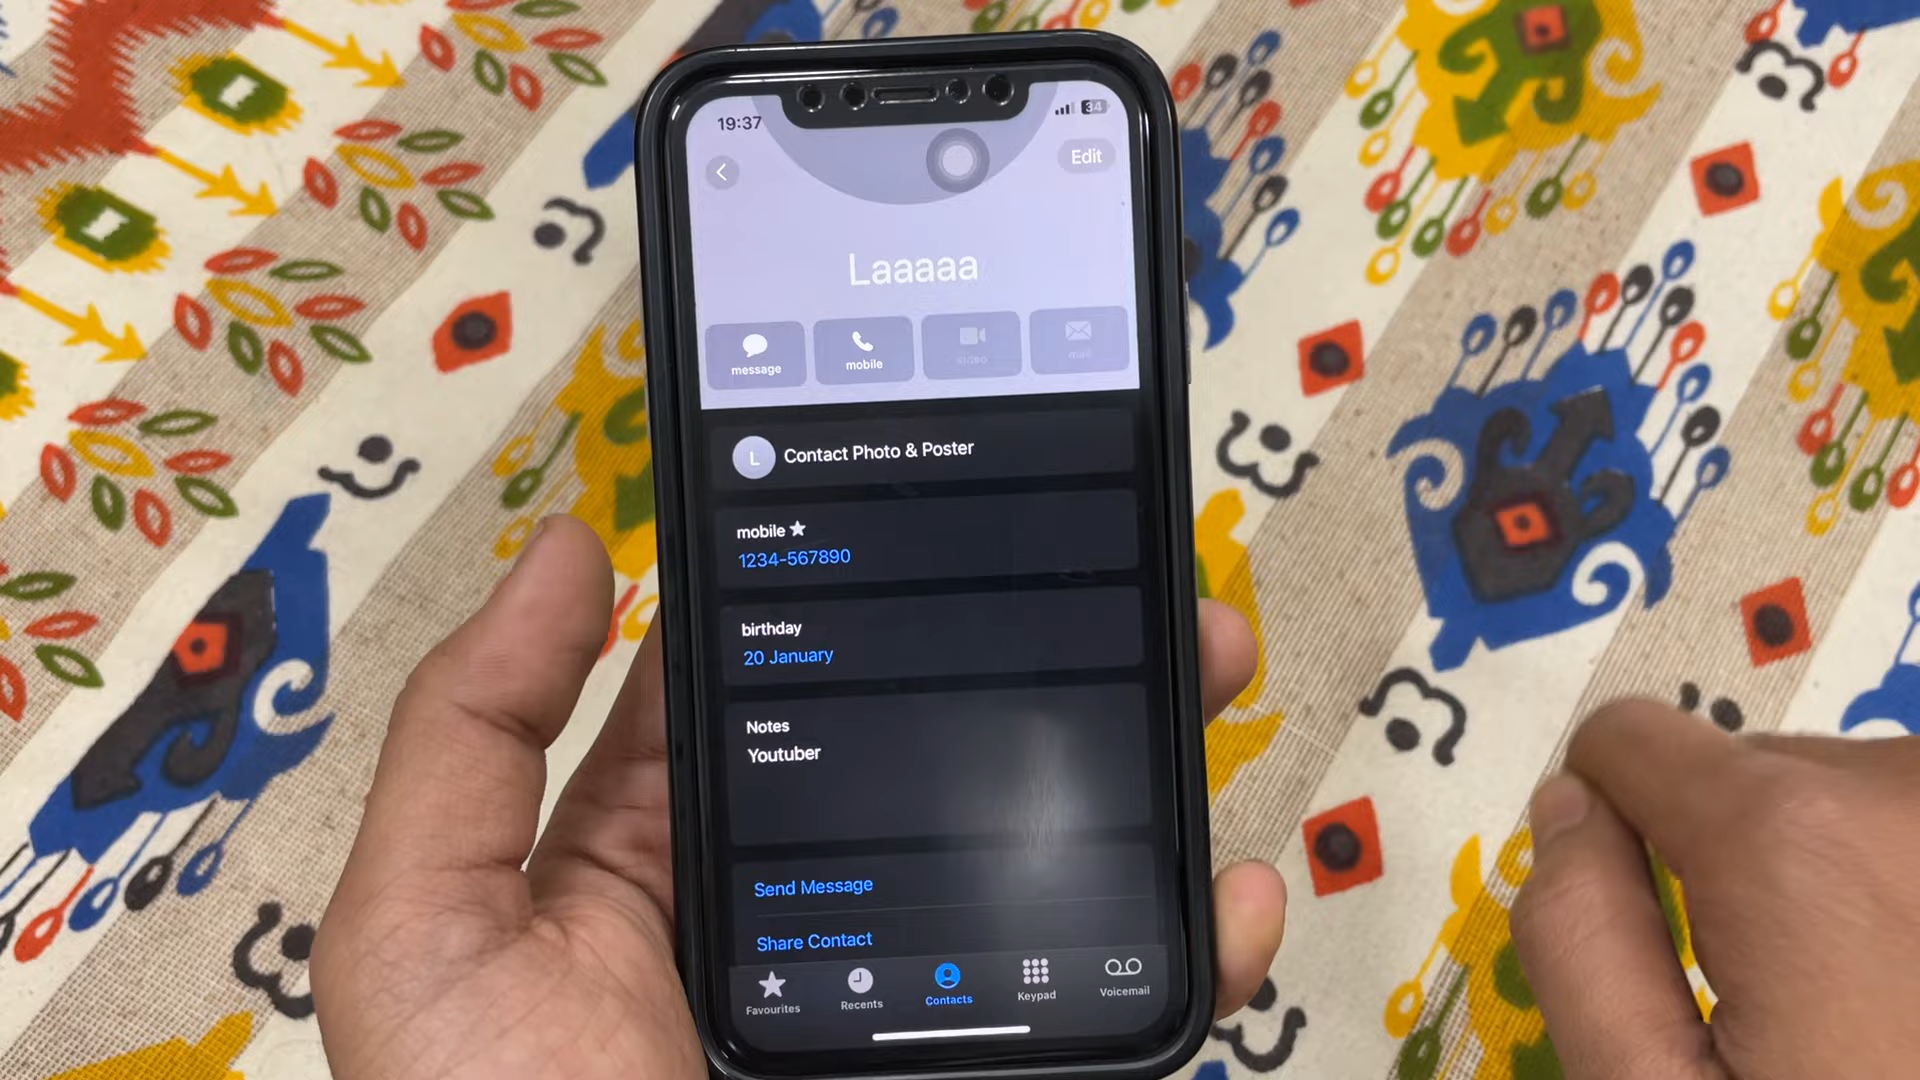 19:37
34
Edit
Laaaaa
message
mobile
video
mail
L
Contact Photo & Poster
mobile ★
1234-567890
birthday
20 January
Notes
Youtuber
Send Message
Share Contact
Favourites
Recents
Contacts
Keypad
Voicemail